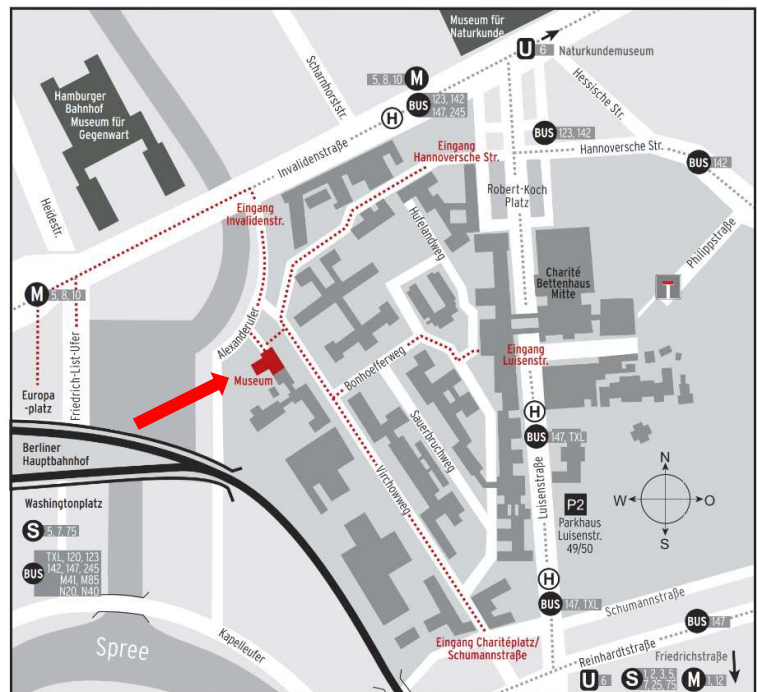 Museum für
Naturkunde
U 6
Naturkundemuseum
5, 8, 10 M
BUS 123, 142
147, 245
H
Scharnhorststr.
Hessische Str.
BUS 123, 142
Hannoversche Str.
BUS 142
Hamburger
Bahnhof
Museum für
Gegenwart
Invalidenstraße
Eingang
Hannoversche Str.
Robert-Koch
Platz
Heidestr.
Eingang
Invalidenstr.
Hufelandweg
Philippstraße
Charité
Bettenhaus
Mitte
M 5, 8, 10
Alexanderufer
Friedrich-List-Ufer
Museum
Bonhoefferweg
Eingang
Luisenstr.
Europa
-platz
Sauerbruchweg
H
BUS 147, TXL
Berliner
Hauptbahnhof
Virchowweg
Luisenstraße
N
W O
S
P2
Parkhaus
Luisenstr.
49/50
Washingtonplatz
S 5, 7, 75
BUS TXL, 120, 123
142, 147, 245
M41, M85
N20, N40
H
BUS 147, TXL
Schumannstraße
BUS 147
Spree
Kapelleufer
Eingang Charitéplatz/
Schumannstraße
Reinhardtstraße
Friedrichstraße
U 6
S 1, 2, 3, 5,
7, 25, 75
M 1, 12